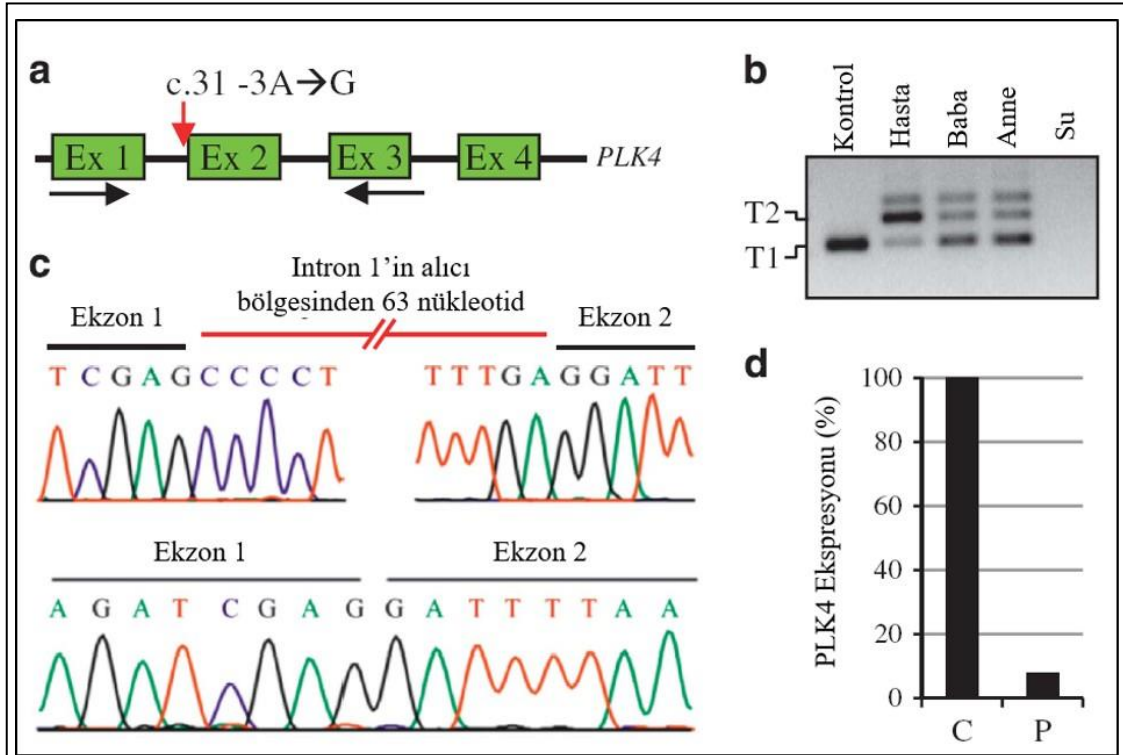 a
c.31 -3A→G
Ex 1 Ex 2 Ex 3 Ex 4 PLK4
b
Kontrol Hasta Baba Anne Su
T2
T1
c
Intron 1’in alıcı
bölgesinden 63 nükleotid
Ekzon 1 Ekzon 2
T C G A G C C C C T T T T G A G G A T T
Ekzon 1 Ekzon 2
A G A T C G A G G A T T T T A A
d
PLK4 Ekspresyonu (%)
100
80
60
40
20
0
C P